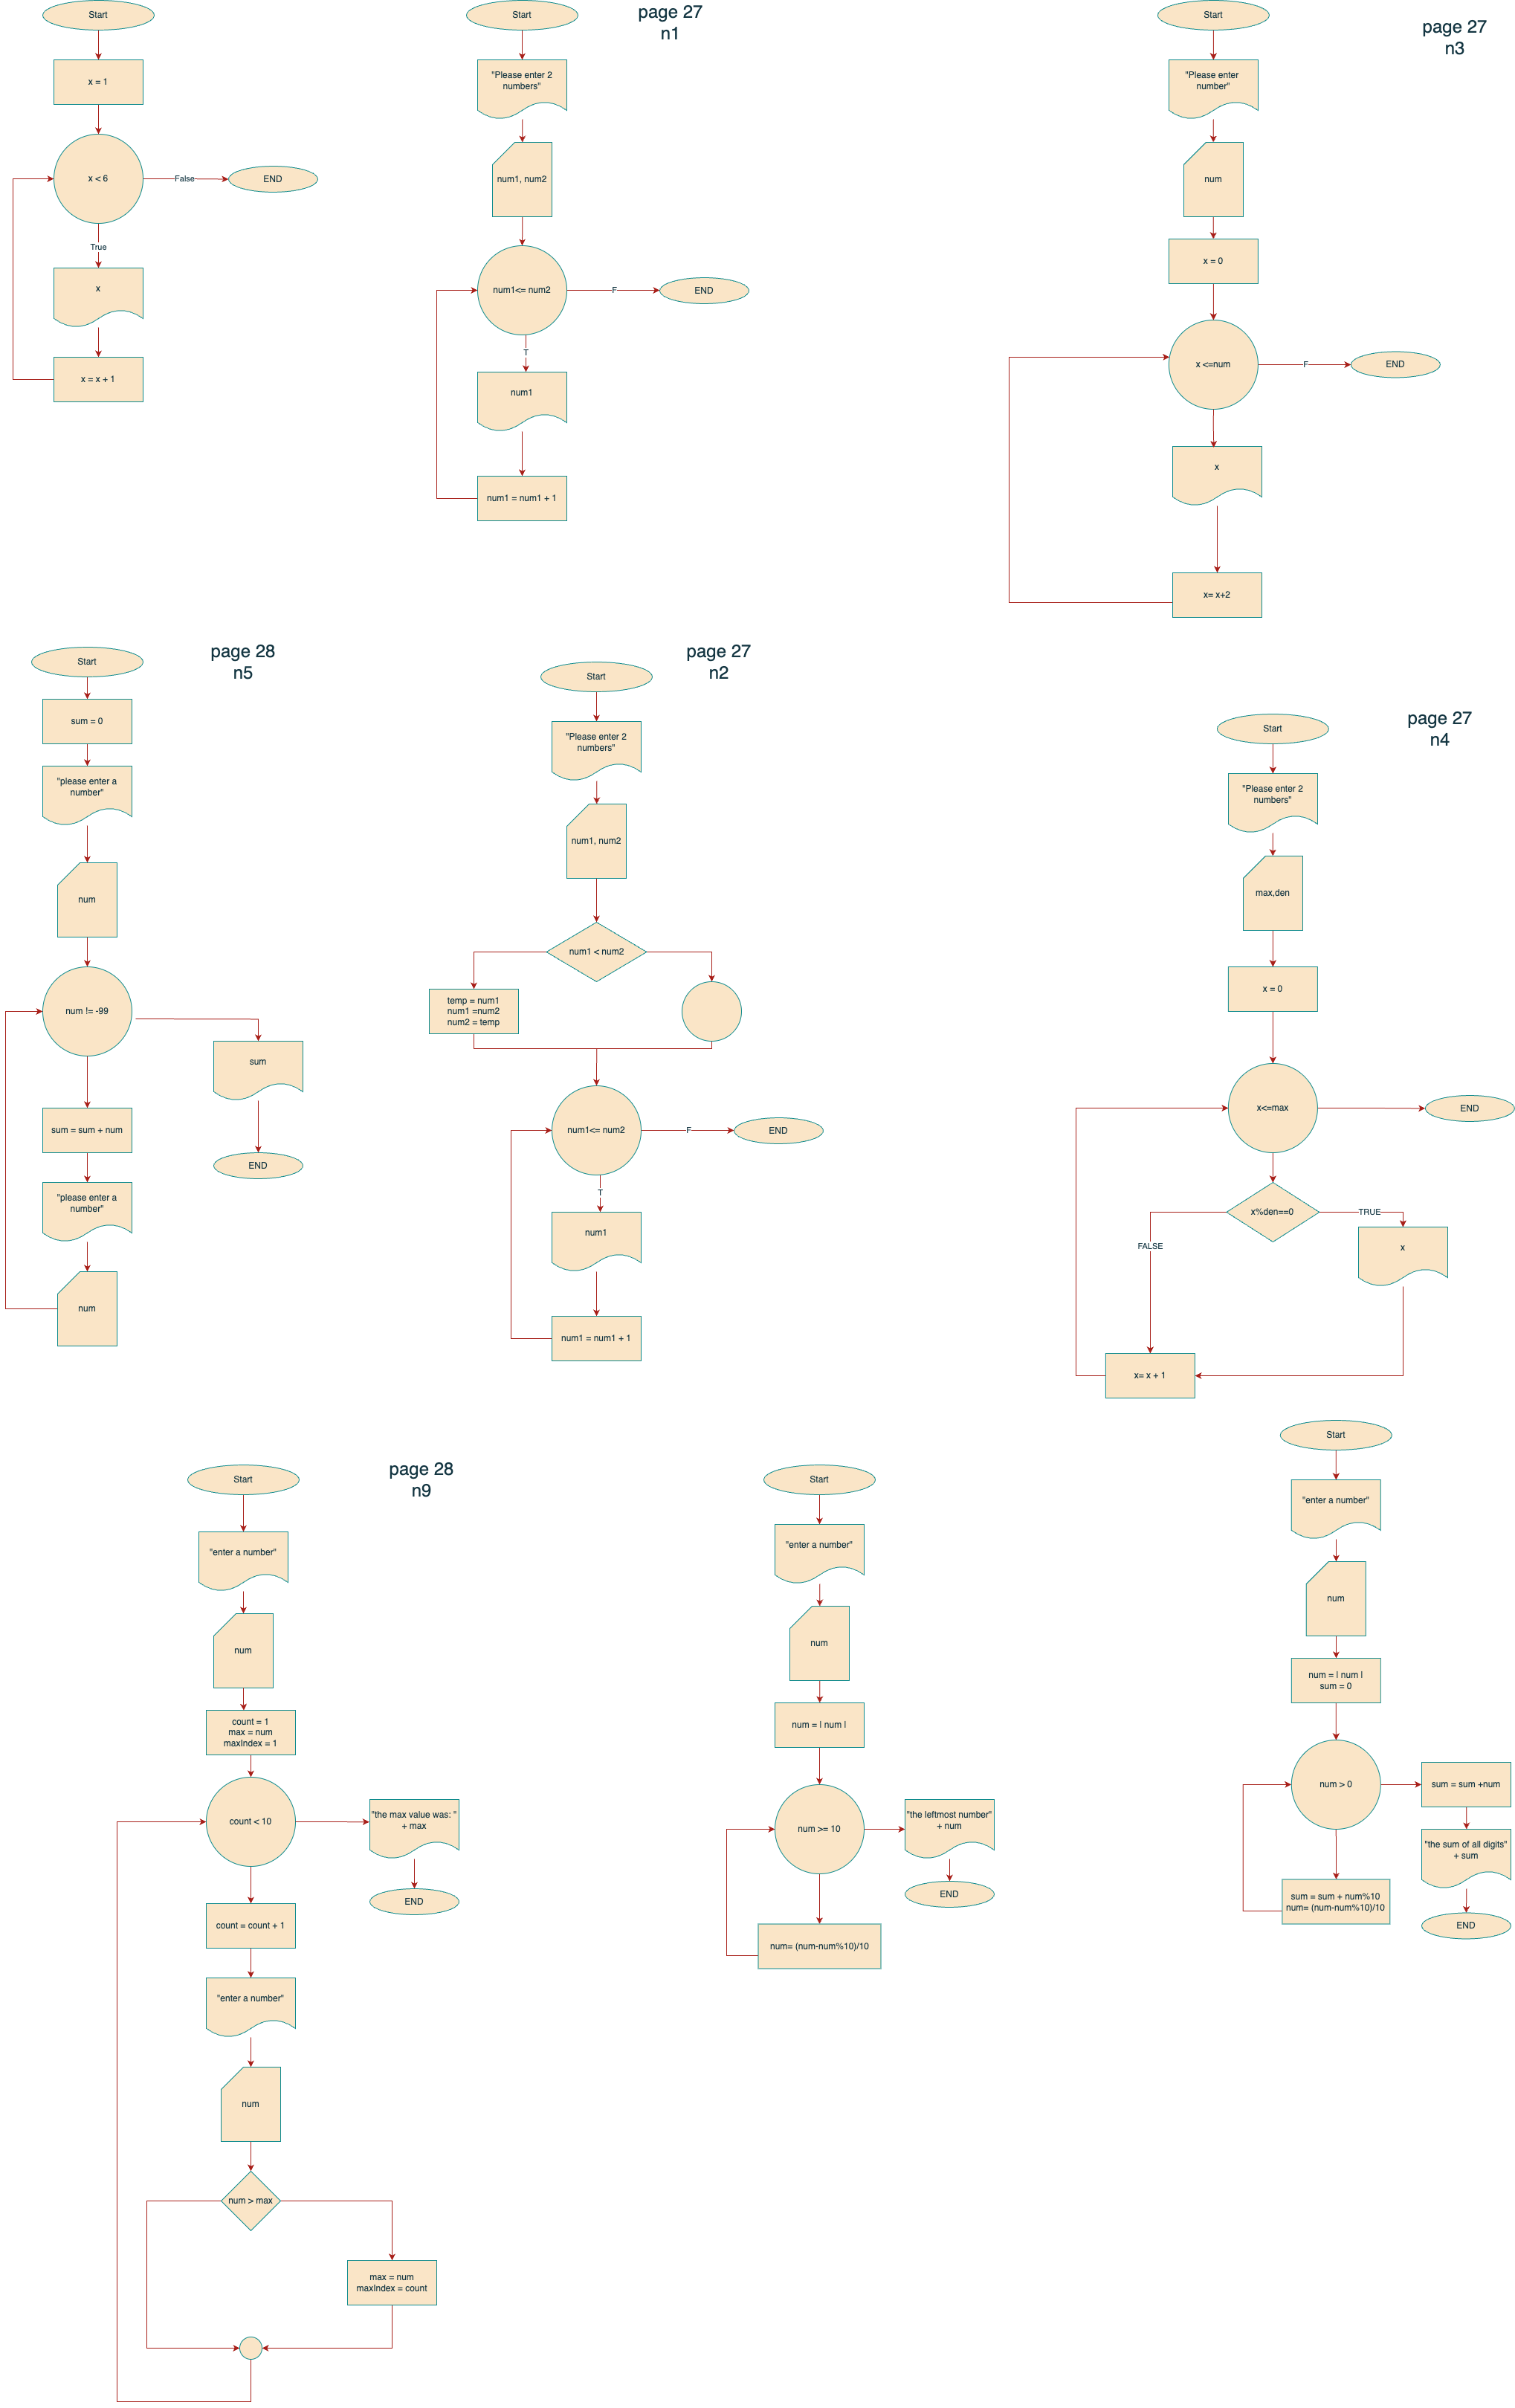 Start
x = 1
x < 6
False
END
True
x
x = x + 1
page 27
n1
Start
"Please enter 2
numbers"
num1, num2
num1<= num2
F
END
T
num1
num1 = num1 + 1
page 27
n3
Start
"Please enter
number"
num
x = 0
x <=num
F
END
x
x= x+2
page 28
n5
Start
sum = 0
"please enter a
number"
num
num != -99
sum
END
sum = sum + num
"please enter a
number"
num
page 27
n2
Start
"Please enter 2
numbers"
num1, num2
num1 < num2
temp = num1
num1 =num2
num2 = temp
num1<= num2
F
END
T
num1
num1 = num1 + 1
page 27
n4
Start
"Please enter 2
numbers"
max,den
x = 0
x<=max
END
x%den==0
TRUE
FALSE
x
x= x + 1
page 28
n9
Start
"enter a number"
num
count = 1
max = num
maxIndex = 1
count < 10
"the max value was: "
+ max
END
count = count + 1
"enter a number"
num
num > max
max = num
maxIndex = count
Start
"enter a number"
num
num = | num |
num >= 10
"the leftmost number"
+ num
END
num= (num-num%10)/10
Start
"enter a number"
num
num = | num |
sum = 0
num > 0
sum = sum +num
"the sum of all digits"
+ sum
END
sum = sum + num%10
num= (num-num%10)/10